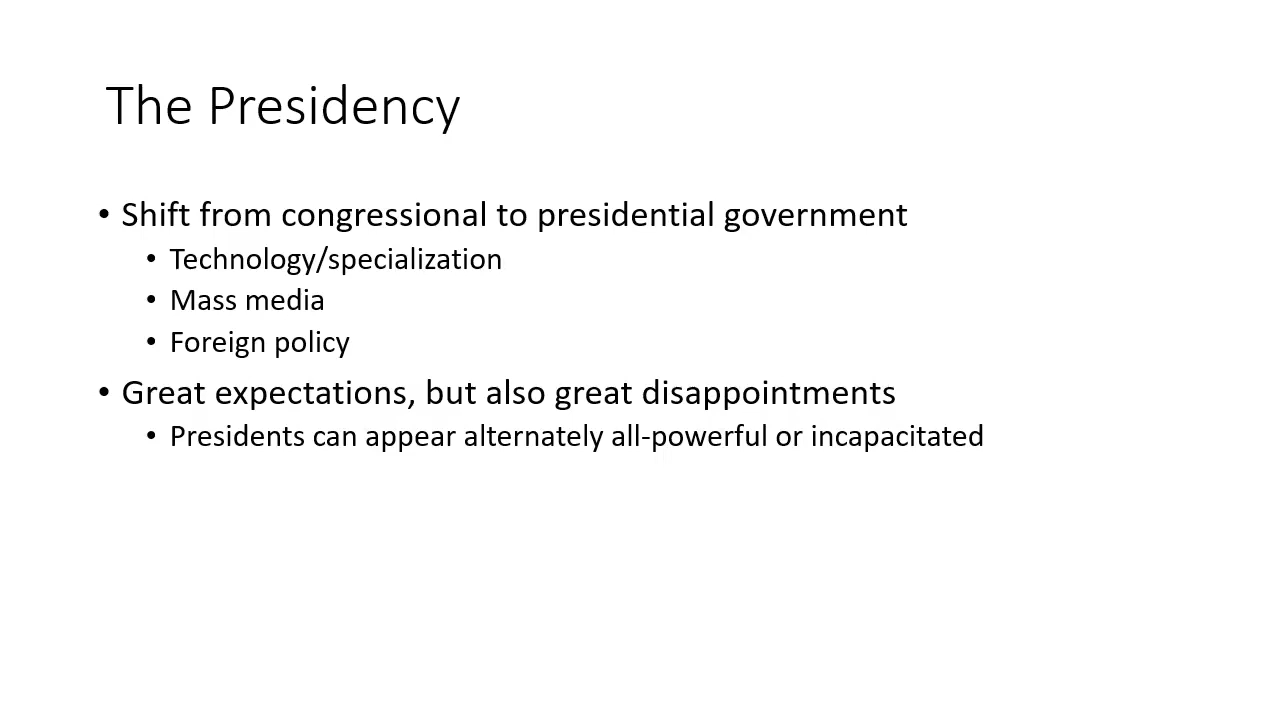 The Presidency
• Shift from congressional to presidential government
• Technology/specialization
• Mass media
• Foreign policy
• Great expectations, but also great disappointments
• Presidents can appear alternately all-powerful or incapacitated